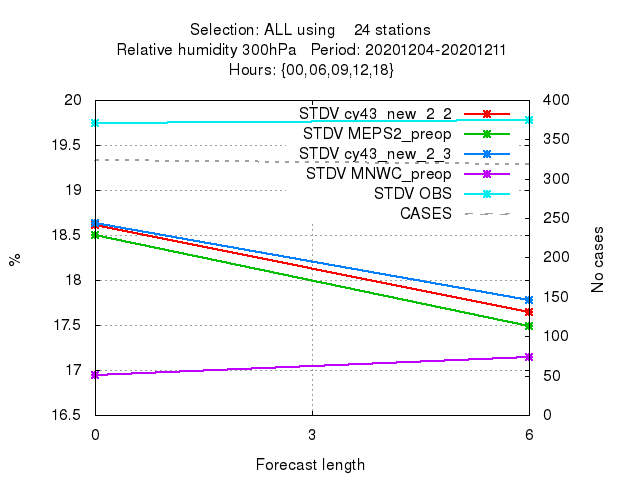 Selection: ALL using 24 stations
Relative humidity 300hPa Period: 20201204-20201211
Hours: {00,06,09,12,18}
20
19.5
19
18.5
18
17.5
17
16.5
%
400
350
300
250
200
150
100
50
0
No cases
STDV cy43_new_2_2
STDV MEPS2_preop
STDV cy43_new_2_3
STDV MNWC_preop
STDV OBS
CASES
0
3
6
Forecast length